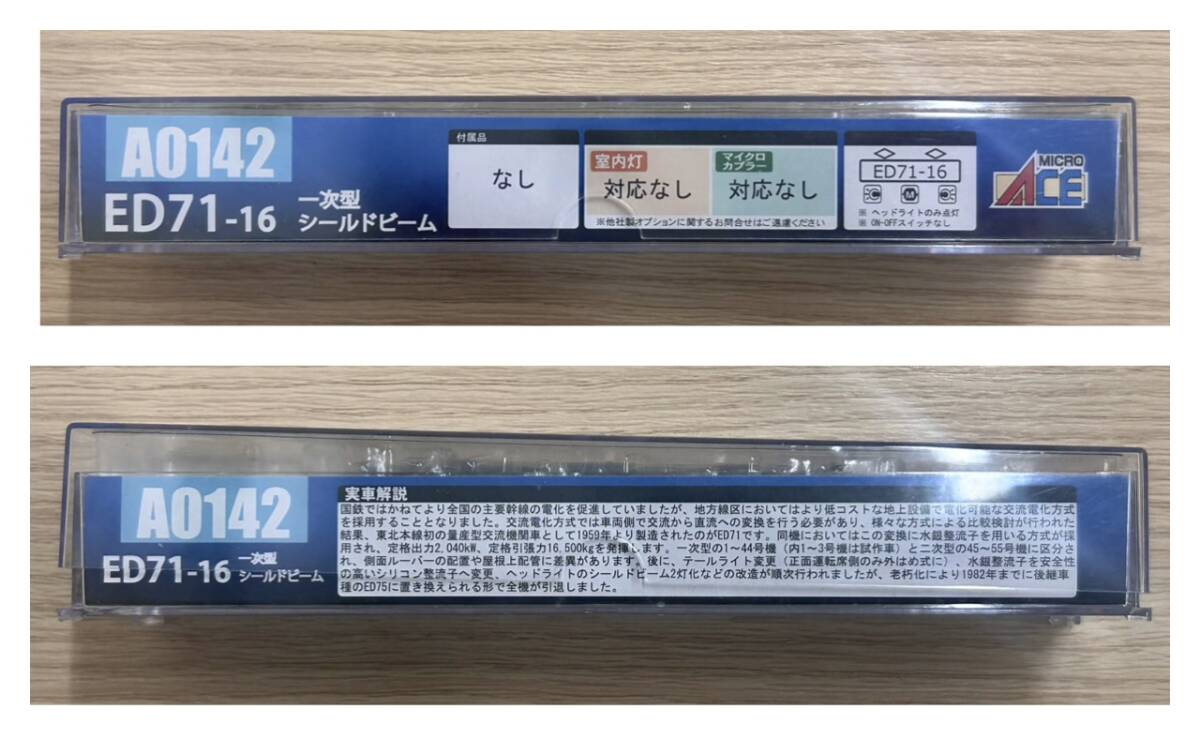 A0142
ED71-16
一次型
シールドビーム
付属品
なし
室内灯
対応なし
マイクロ
カプラー
対応なし
※他社製オプションに関するお問合せはご遠慮ください
ED71-16
M
※ ヘッドライトのみ点灯
※ ON-OFFスイッチなし
MICRO
ACE
A0142
ED71-16
一次型
シールドビーム
実車解説
国鉄ではかねてより全国の主要幹線の電化を促進していましたが、地方線区においてはより低コストな地上設備で電化可能な交流電化方式
を採用することとなりました。交流電化方式では車両側で交流から直流への変換を行う必要があり、様々な方式による比較検討が行われた
結果、東北本線初の量産型交流機関車として1959年より製造されたのがED71です。同機においてはこの変換に水銀整流子を用いる方式が採
用され、定格出力2,040kW、定格引張力16,500kgを発揮します。一次型の1～44号機（内1～3号機は試作車）と二次型の45～55号機に区分さ
れ、側面ルーバーの配置や屋根上配管に差異があります。後に、テールライト変更（正面運転席側のみ外はめ式に）、水銀整流子を安全性
の高いシリコン整流子へ変更、ヘッドライトのシールドビーム2灯化などの改造が順次行われましたが、老朽化により1982年までに後継車
種のED75に置き換えられる形で全機が引退しました。